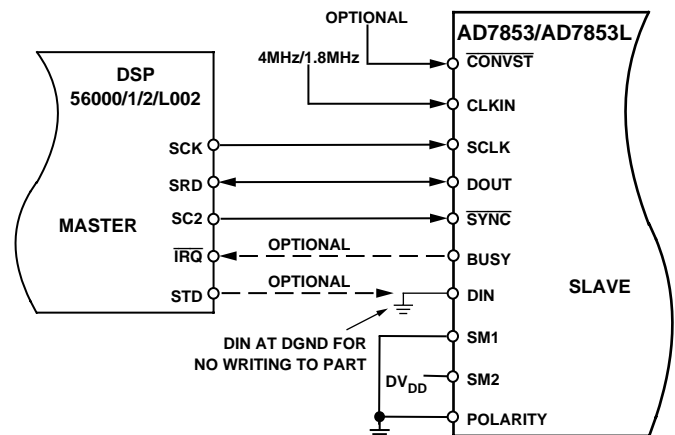 OPTIONAL
4MHz/1.8MHz
DSP
56000/1/2/L002
SCK
SRD
SC2
IRQ
STD
MASTER
OPTIONAL
OPTIONAL
DIN AT DGND FOR
NO WRITING TO PART
DVDD
AD7853/AD7853L
CONVST
CLKIN
SCLK
DOUT
SYNC
BUSY
DIN
SLAVE
SM1
SM2
POLARITY